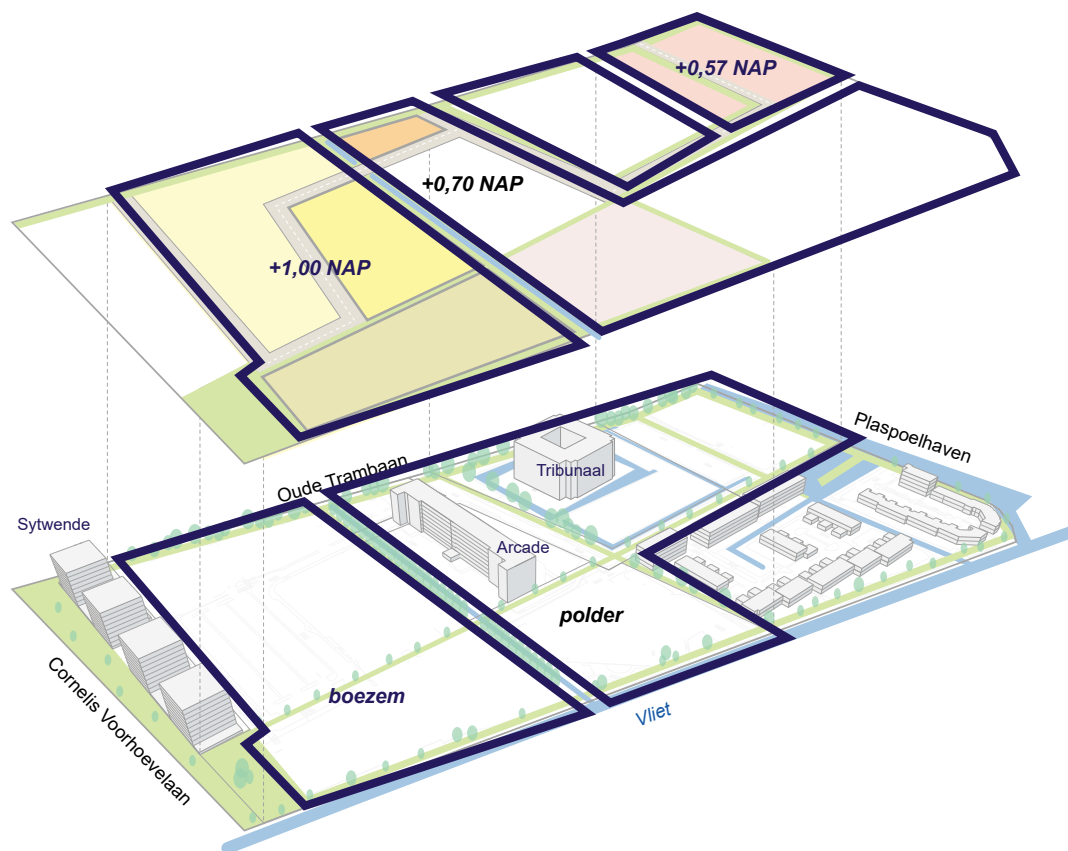 +0,57 NAP
+0,70 NAP
+1,00 NAP
Plaspoelhaven
Oude Trambaan
Tribunaal
Sytwende
Arcade
polder
boezem
Vliet
Cornelis Voorhoevelaan